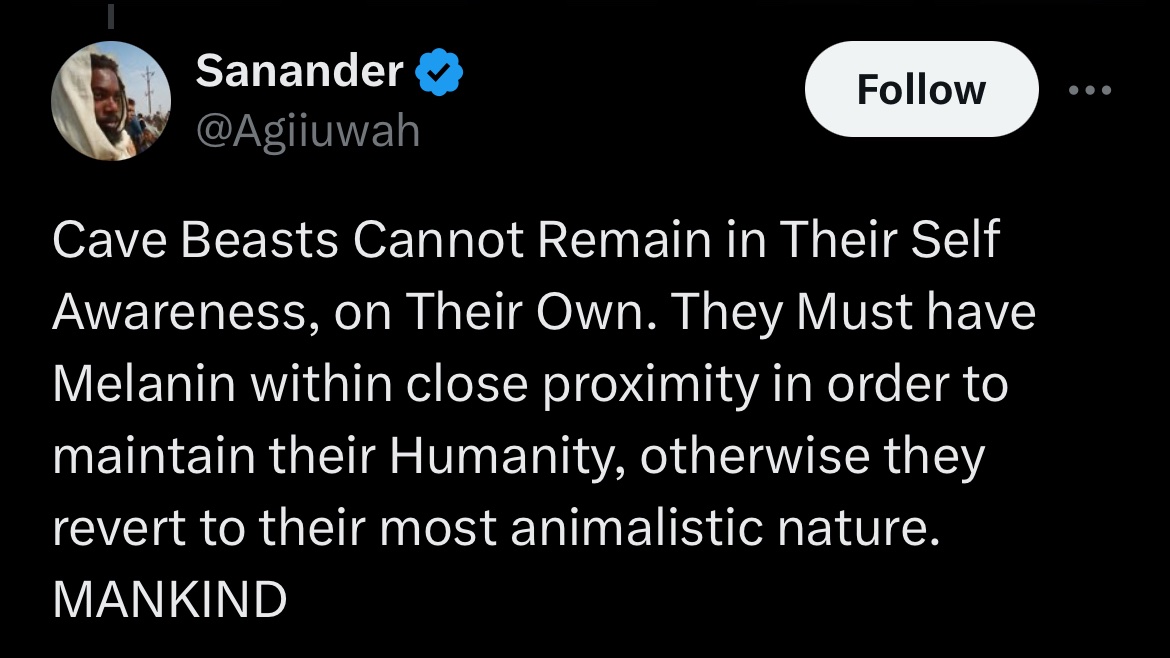 Sanander
@Agiiuwah
Follow
Cave Beasts Cannot Remain in Their Self
Awareness, on Their Own. They Must have
Melanin within close proximity in order to
maintain their Humanity, otherwise they
revert to their most animalistic nature.
MANKIND